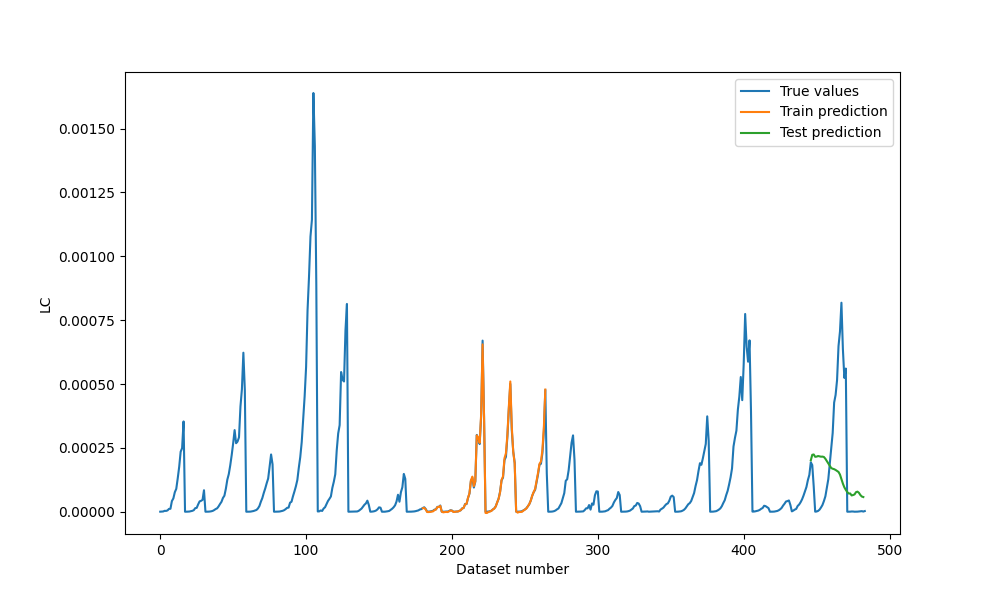 True values
Train prediction
Test prediction
0.00150
0.00125
0.00100
0.00075
0.00050
0.00025
0.00000
LC
0 100 200 300 400 500
Dataset number